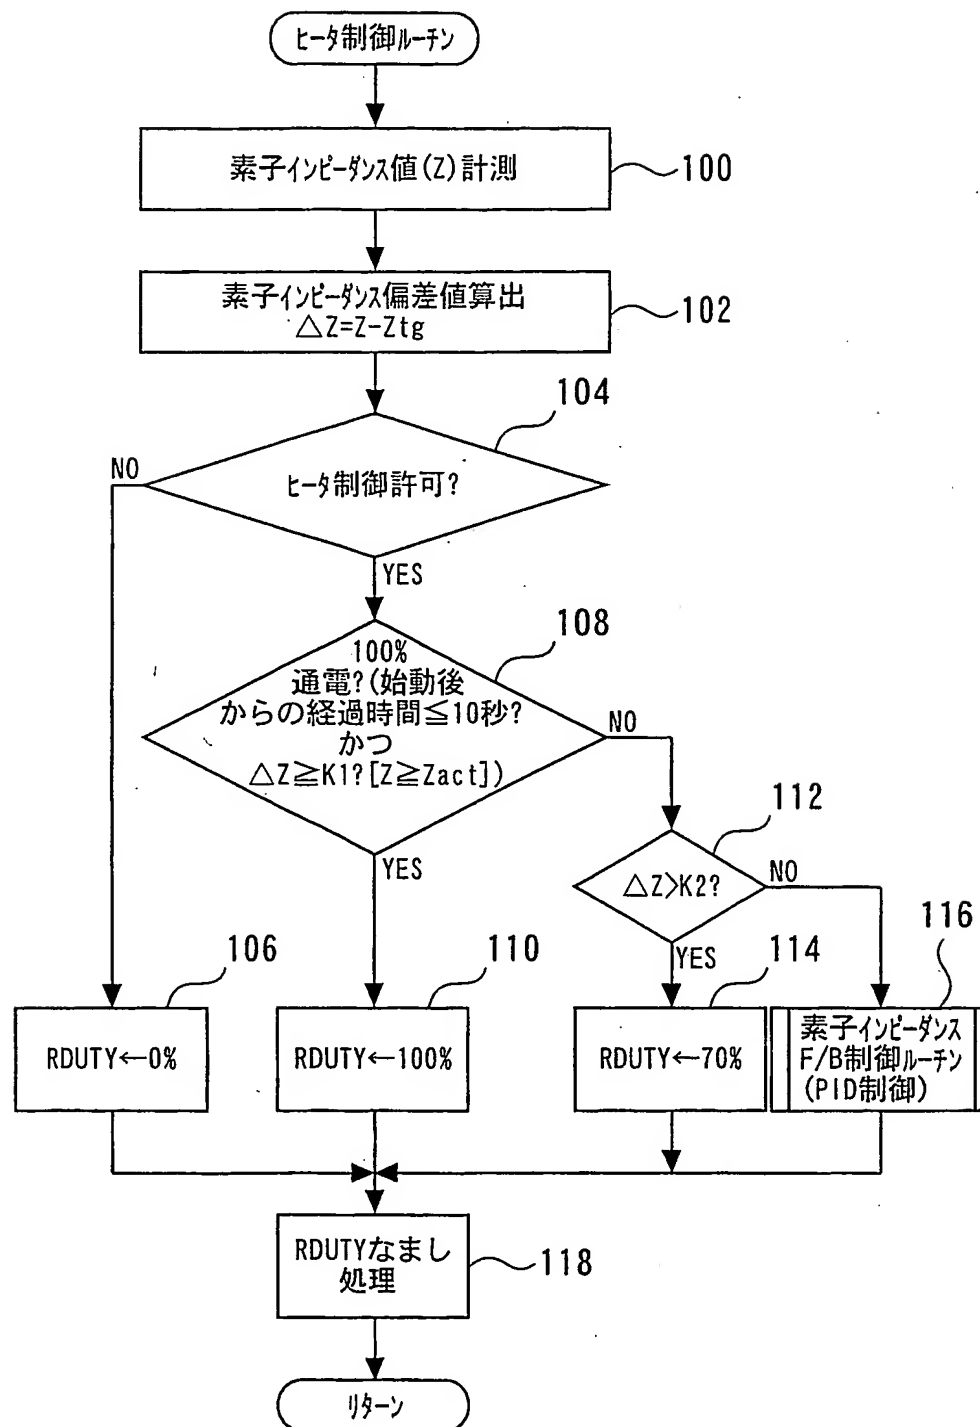 ヒータ制御ルーチン
素子インピーダンス値(Z)計測
100
素子インピーダンス偏差値算出
△Z=Z-Ztg
102
104
ヒータ制御許可?
NO
YES
108
100%
通電?(始動後
からの経過時間≦10秒?
かつ
△Z≧K1?[Z≧Zact])
NO
YES
112
△Z>K2?
NO
YES
106
RDUTY←0%
110
RDUTY←100%
114
RDUTY←70%
116
素子インピーダンス
F/B制御ルーチン
(PID制御)
RDUTYなまし
処理
118
リターン